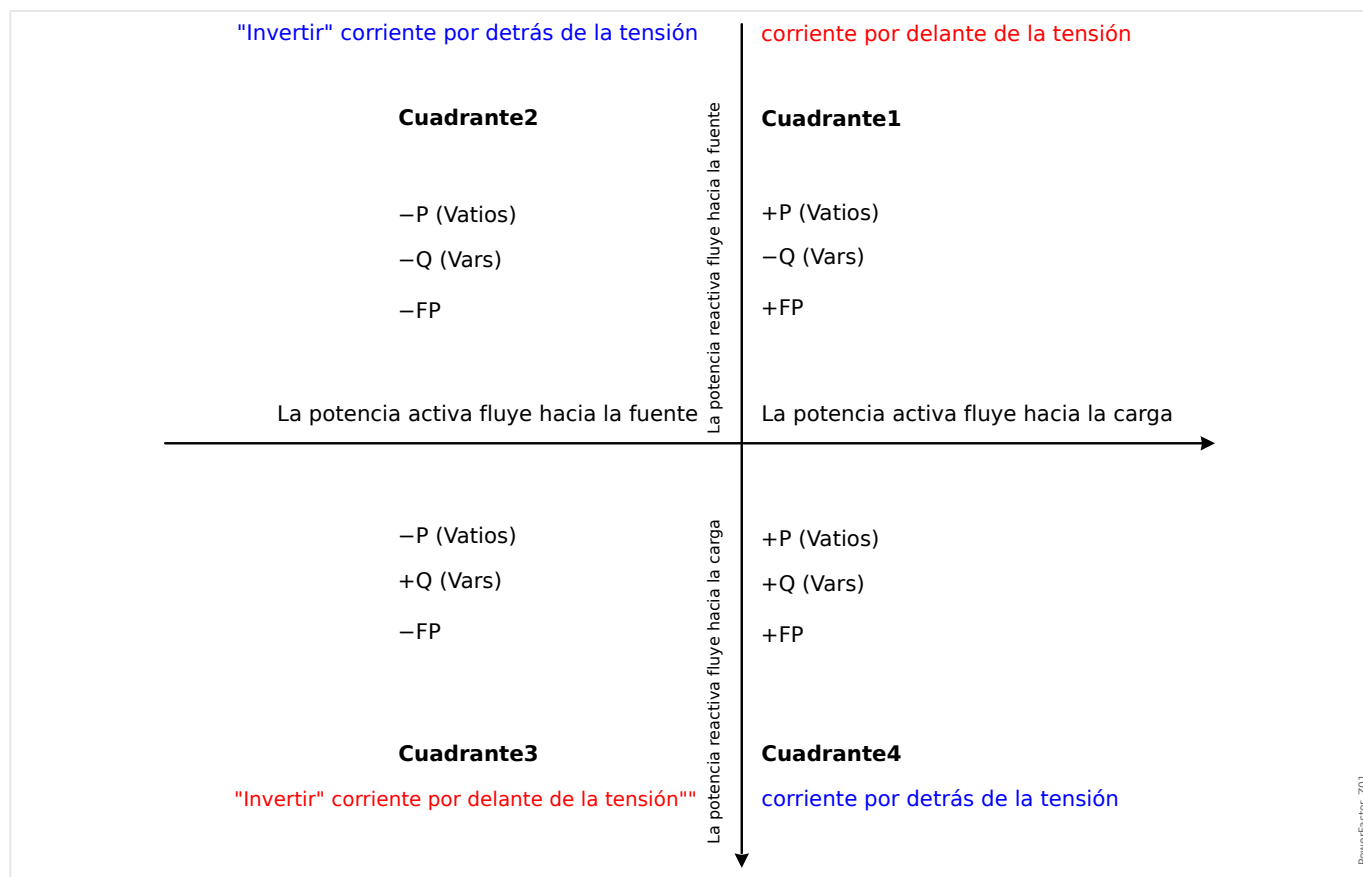 "Invertir" corriente por detrás de la tensión
corriente por delante de la tensión
Cuadrante2
Cuadrante1
−P (Vatios)
+P (Vatios)
−Q (Vars)
−Q (Vars)
−FP
+FP
La potencia reactiva fluye hacia la fuente
La potencia activa fluye hacia la fuente
La potencia activa fluye hacia la carga
−P (Vatios)
+P (Vatios)
+Q (Vars)
+Q (Vars)
−FP
+FP
La potencia reactiva fluye hacia la carga
Cuadrante3
Cuadrante4
"Invertir" corriente por delante de la tensión""
corriente por detrás de la tensión
PowerFactor_Z01